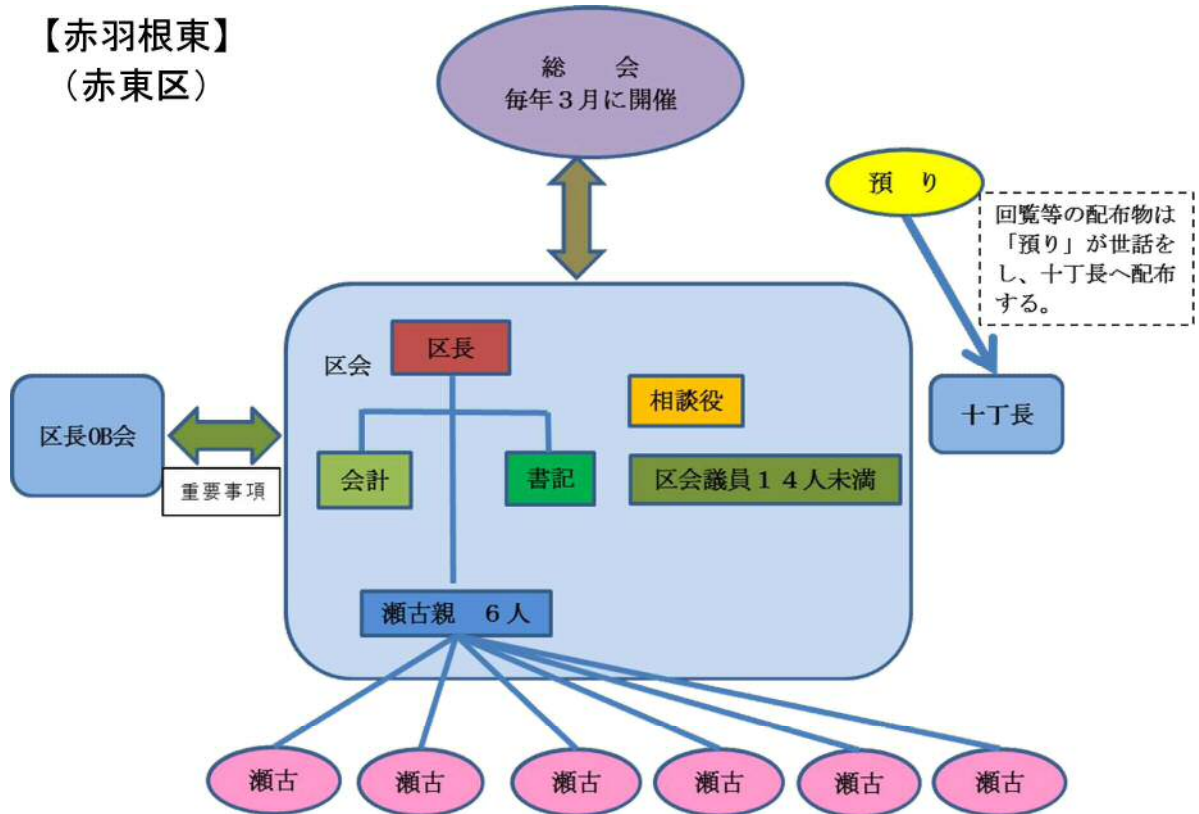 【赤羽根東】
（赤東区）
総　会
毎年３月に開催
預　り
回覧等の配布物は
「預り」が世話を
し、十丁長へ配布
する。
区長
区会
相談役
十丁長
区長OB会
会計
書記
区会議員１４人未満
重要事項
瀬古親　６人
瀬古
瀬古
瀬古
瀬古
瀬古
瀬古